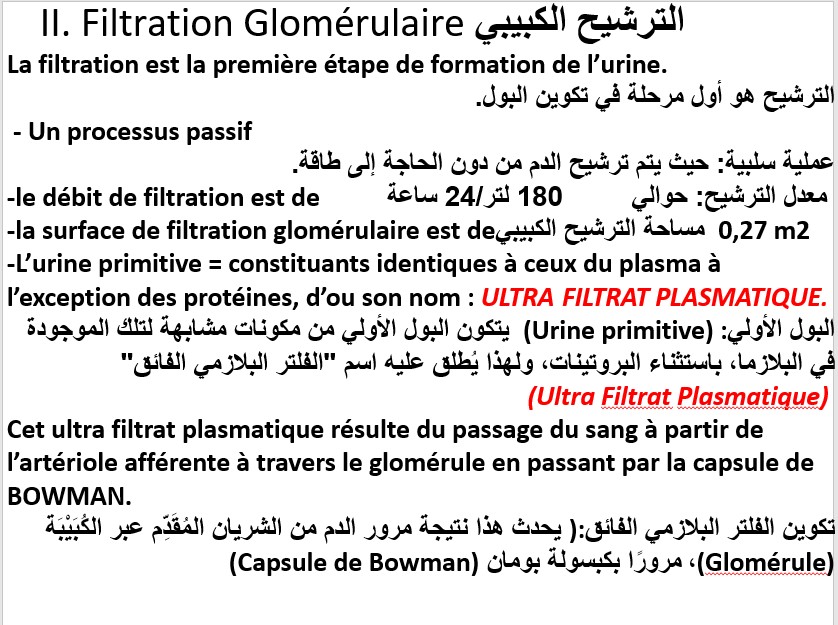 II. Filtration Glomérulaire الترشيح الكبيبي
La filtration est la première étape de formation de l’urine.
الترشيح هو أول مرحلة في تكوين البول.
- Un processus passif
عملية سلبية: حيث يتم ترشيح الدم من دون الحاجة إلى طاقة.
-le débit de filtration est de معدل الترشيح: حوالي 180 لتر/24 ساعة
-la surface de filtration glomérulaire est de مساحة الترشيح الكبيبي 0,27 m2
-L’urine primitive = constituants identiques à ceux du plasma à
l’exception des protéines, d’ou son nom : ULTRA FILTRAT PLASMATIQUE.
البول الأولي: (Urine primitive) يتكون البول الأولي من مكونات مشابهة لتلك الموجودة
في البلازما، باستثناء البروتينات، ولهذا يُطلق عليه اسم "الفلتر البلازمي الفائق"
(Ultra Filtrat Plasmatique)
Cet ultra filtrat plasmatique résulte du passage du sang à partir de
l’artériole afférente à travers le glomérule en passant par la capsule de
BOWMAN.
تكوين الفلتر البلازمي الفائق:( يحدث هذا نتيجة مرور الدم من الشريان المُقَدِّم عبر الكُبَيْبَة
(Glomérule)، مرورًا بكبسولة بومان (Capsule de Bowman)